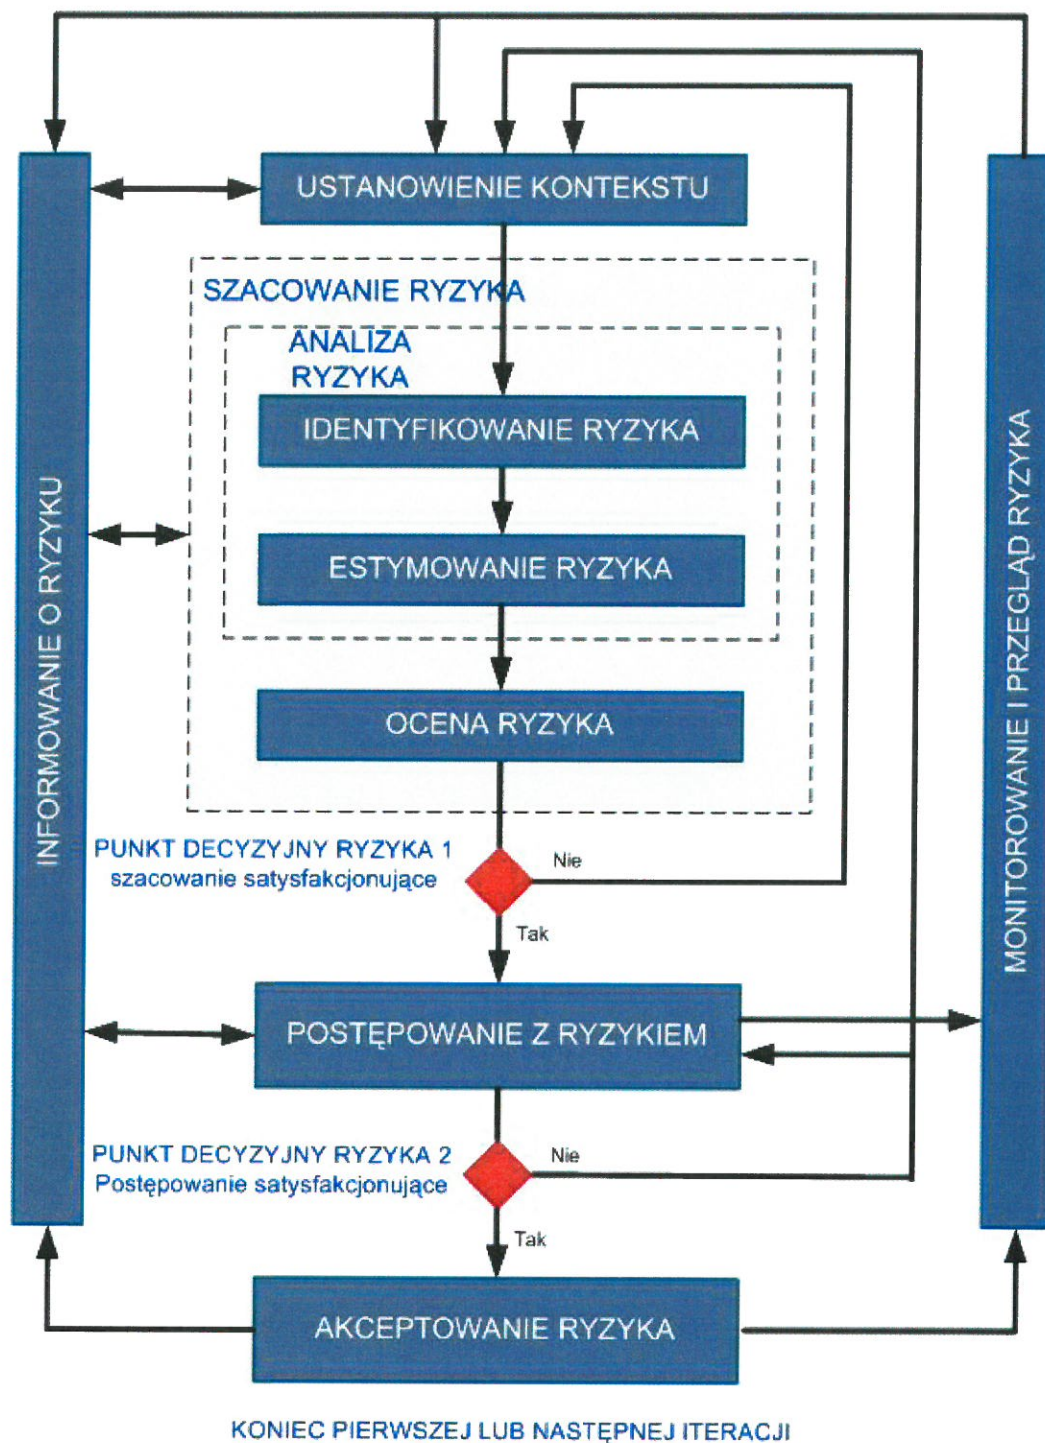 USTANOWIENIE KONTEKSTU
SZACOWANIE RYZYKA
ANALIZA
RYZYKA
IDENTYFIKOWANIE RYZYKA
ESTYMOWANIE RYZYKA
OCENA RYZYKA
INFORMOWANIE O RYZYKU
MONITOROWANIE I PRZEGLĄD RYZYKA
PUNKT DECYZYJNY RYZYKA 1
szacowanie satysfakcjonujące
Nie
Tak
POSTĘPOWANIE Z RYZYKIEM
PUNKT DECYZYJNY RYZYKA 2
Postępowanie satysfakcjonujące
Nie
Tak
AKCEPTOWANIE RYZYKA
KONIEC PIERWSZEJ LUB NASTĘPNEJ ITERACJI